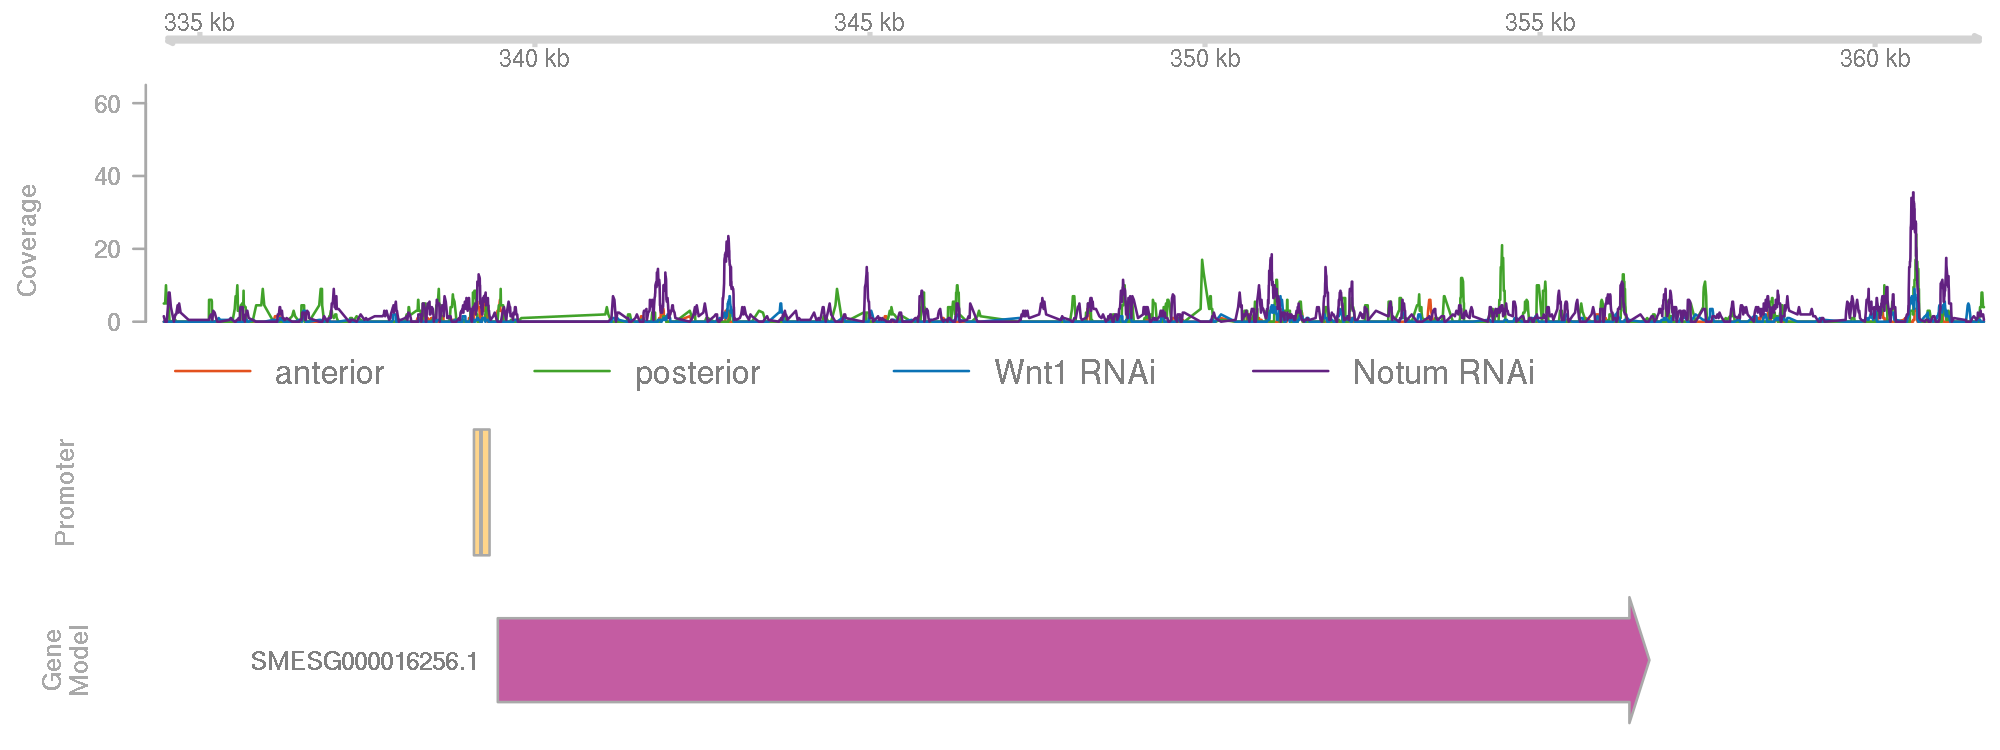 335 kb
345 kb
355 kb
340 kb
350 kb
360 kb
60
40
20
0
Coverage
anterior
posterior
Wnt1 RNAi
Notum RNAi
Promoter
Gene
Model
SMESG000016256.1